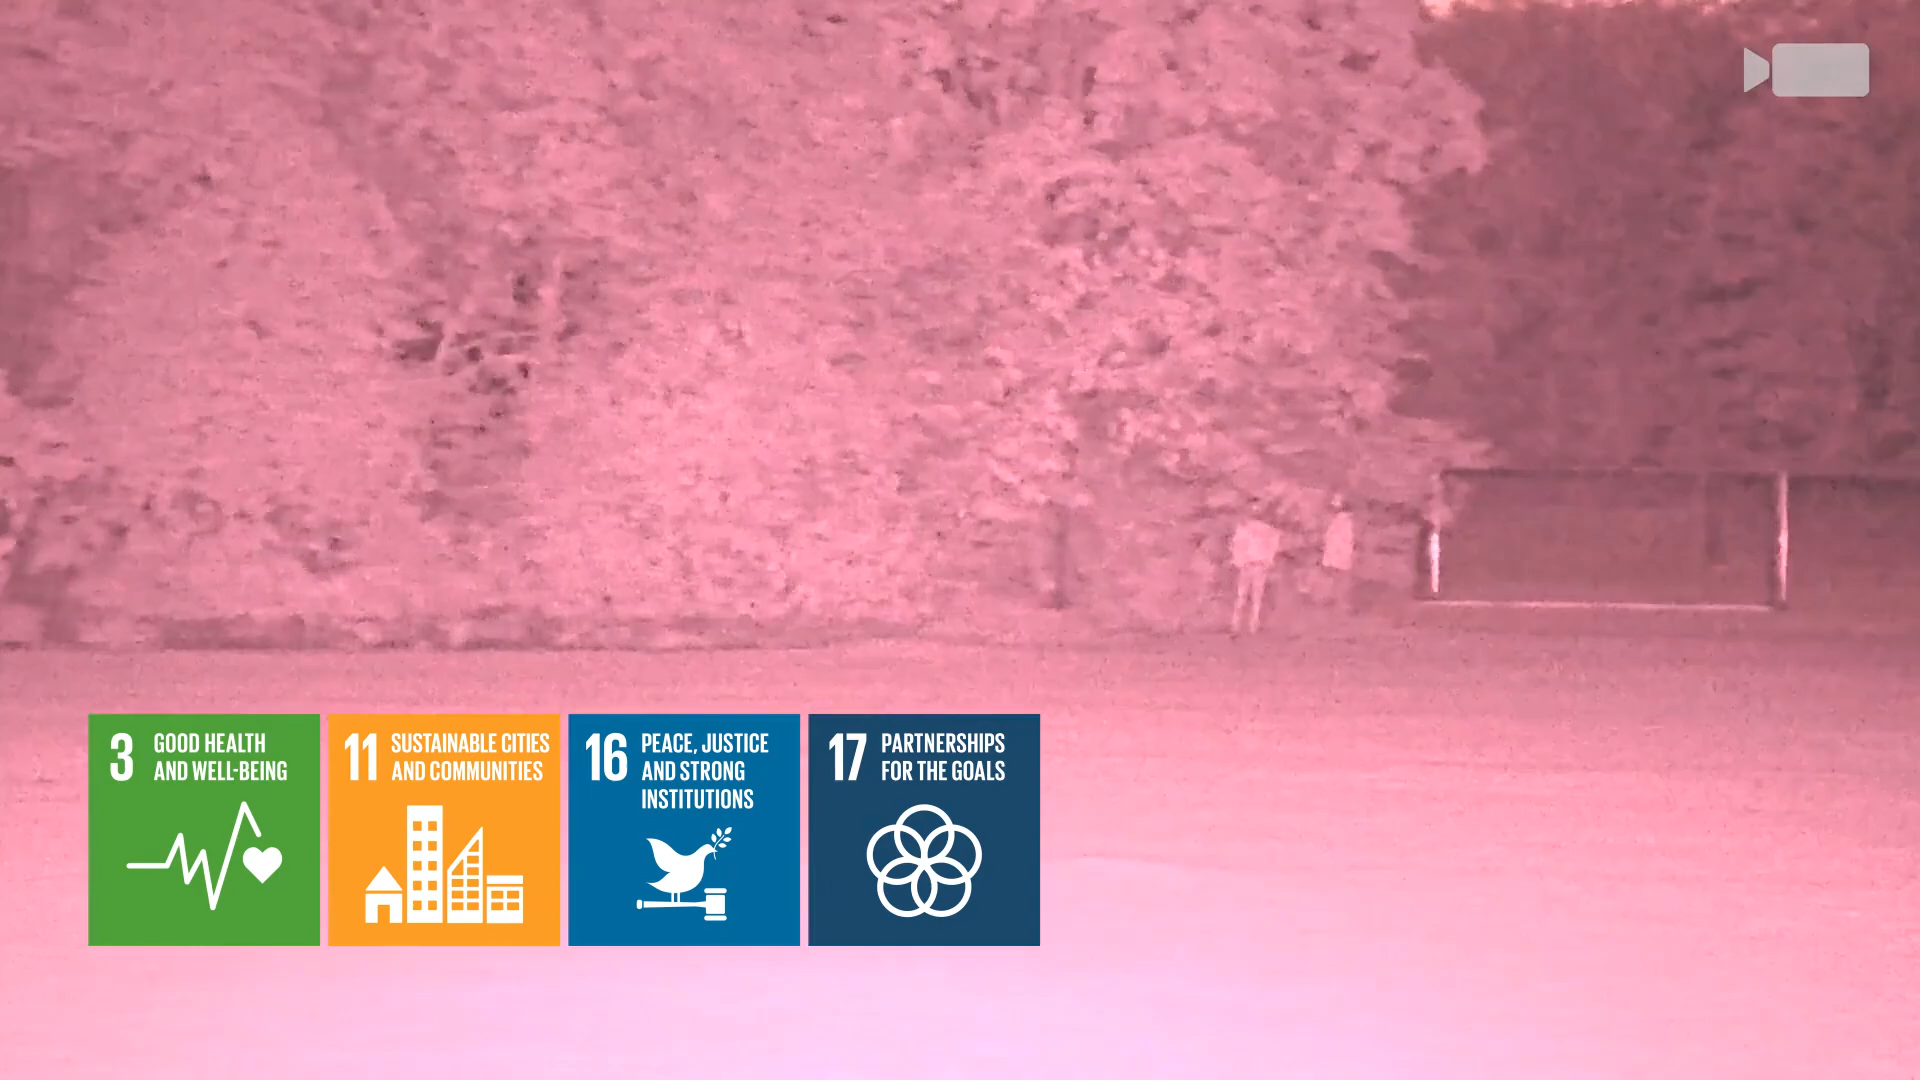 3
GOOD HEALTH
AND WELL-BEING
11
SUSTAINABLE CITIES
AND COMMUNITIES
16
PEACE, JUSTICE
AND STRONG
INSTITUTIONS
17
PARTNERSHIPS
FOR THE GOALS